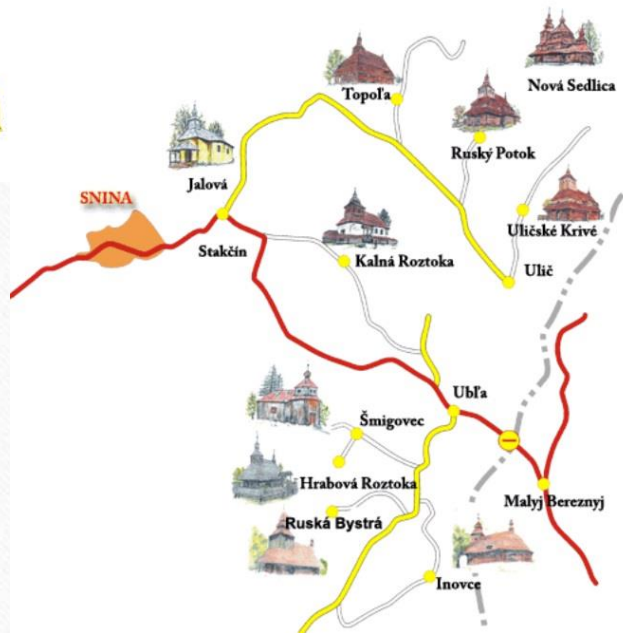 Nová Sedlica
Topoľa
Ruský Potok
Jalová
SNINA
Uličské Krivé
Stakčín
Kalná Roztoka
Ulič
Ubľa
Šmigovec
Hrabová Roztoka
Malyj Bereznyj
Ruská Bystrá
Inovce